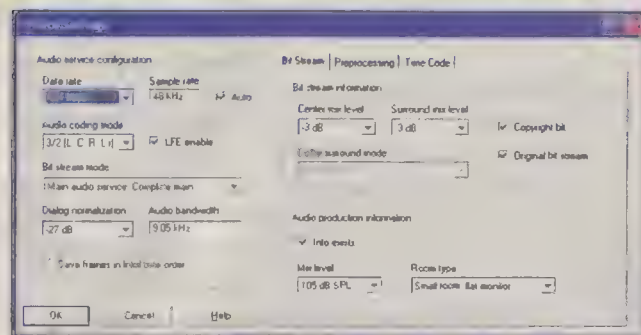 Audio service configuration
Data rate
Sample rate
48 kHz
Auto
Audio coding mode
3/2 (L, C, R, l, r)
LFE enable
Bit stream mode
Main audio service: Complete main
Dialog normalization
Audio bandwidth
-27 dB
9.05 kHz
Save frames in Intel byte order
OK
Cancel
Help
Bit Stream
Preprocessing
Time Code
Bit stream information
Center mix level
Surround mix level
-3 dB
3 dB
Copyright bit
Dolby surround mode
Original bit stream
Audio production information
Info exists
Mix level
Room type
105 dB SPL
Small room, flat monitor